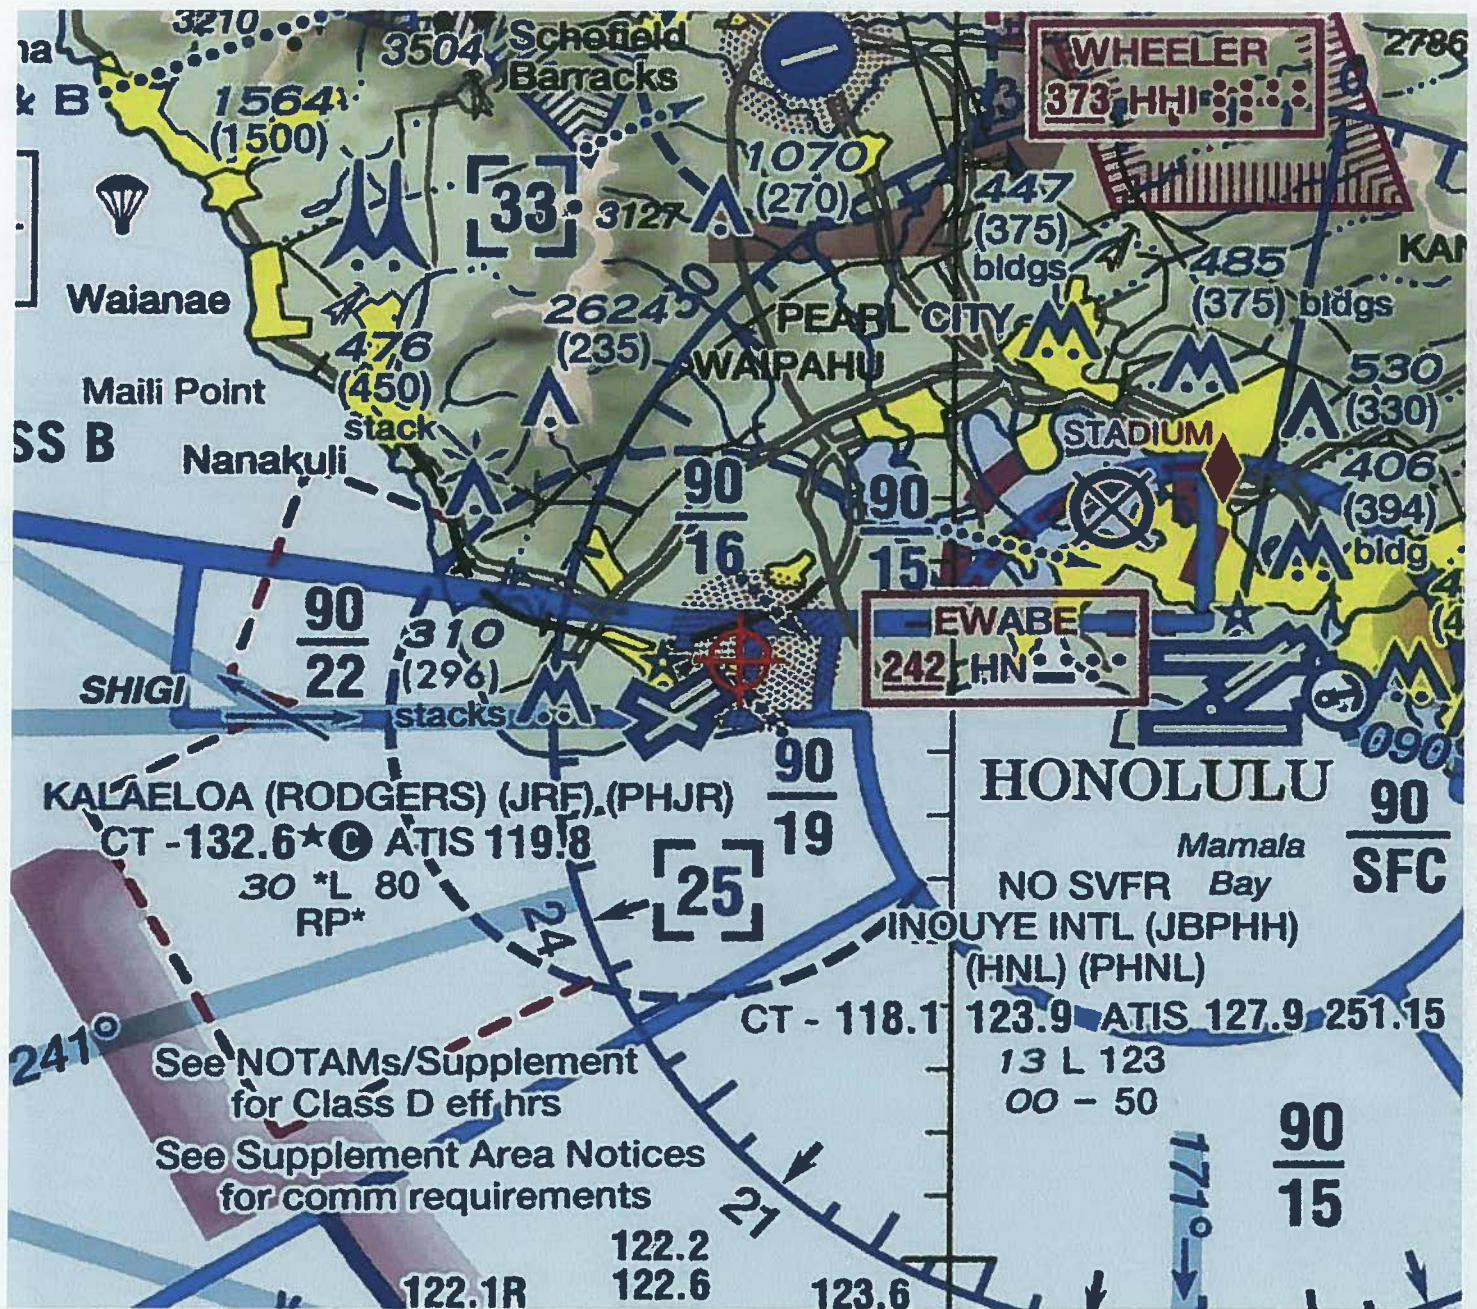 3210
3504
Schofield
Barracks
WHEELER
373 HHI
2786
& B
1564
(1500)
1070
(270)
33
3127
447
(375)
bldgs
485
(375) bldgs
Waianae
2624
(235)
PEARL CITY
WAIPAHU
476
(450)
stack
Maili Point
530
(330)
SS B
Nanakuli
STADIUM
406
(394)
bldg
90
16
90
15
90
22
310
(296)
stacks
EWABE
242 HN
SHIGI
90
19
HONOLULU
090
90
SFC
KALAELOA (RODGERS) (JRF) (PHJR)
CT - 132.6★ C ATIS 119.8
30 *L 80
RP*
25
24
Mamala
Bay
NO SVFR
INOUYE INTL (JBPHH)
(HNL) (PHNL)
CT - 118.1 123.9 ATIS 127.9 251.15
13 L 123
00 - 50
241°
See NOTAMs/Supplement
for Class D eff hrs
See Supplement Area Notices
for comm requirements
21
171°
90
15
122.2
122.1R 122.6 123.6